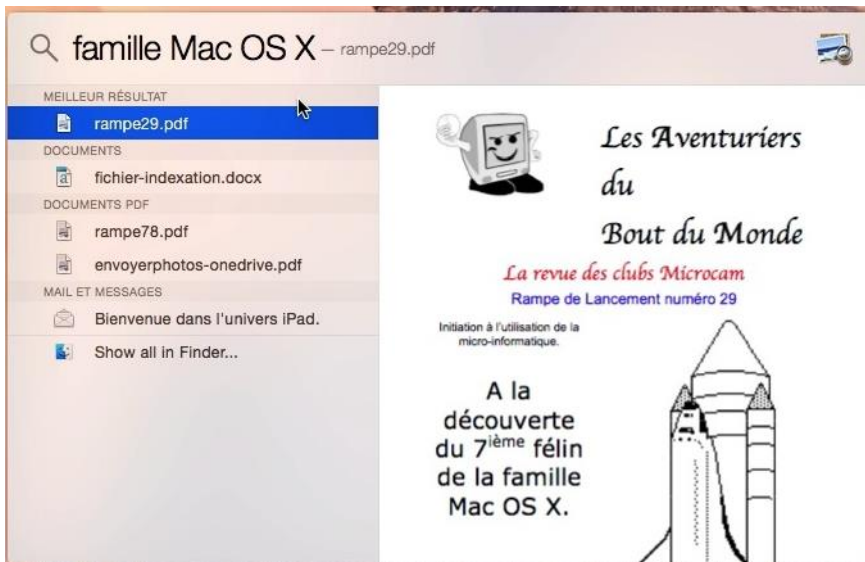 famille Mac OS X – rampe29.pdf
MEILLEUR RÉSULTAT
rampe29.pdf
DOCUMENTS
fichier-indexation.docx
DOCUMENTS PDF
rampe78.pdf
envoyerphotos-onedrive.pdf
MAIL ET MESSAGES
Bienvenue dans l'univers iPad.
Show all in Finder...
Les Aventuriers
du
Bout du Monde
La revue des clubs Microcam
Rampe de Lancement numéro 29
Initiation à l'utilisation de la
micro-informatique.
A la
découverte
du 7ième félin
de la famille
Mac OS X.